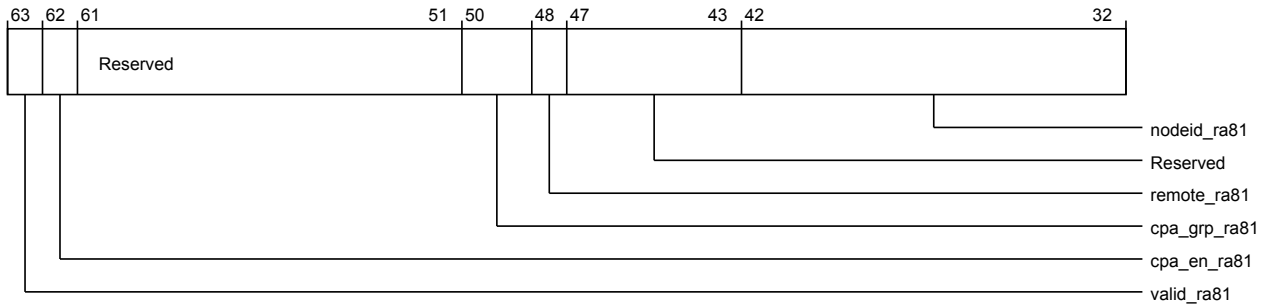 63 62 61 51 50 48 47 43 42 32
Reserved
nodeid_ra81
Reserved
remote_ra81
cpa_grp_ra81
cpa_en_ra81
valid_ra81